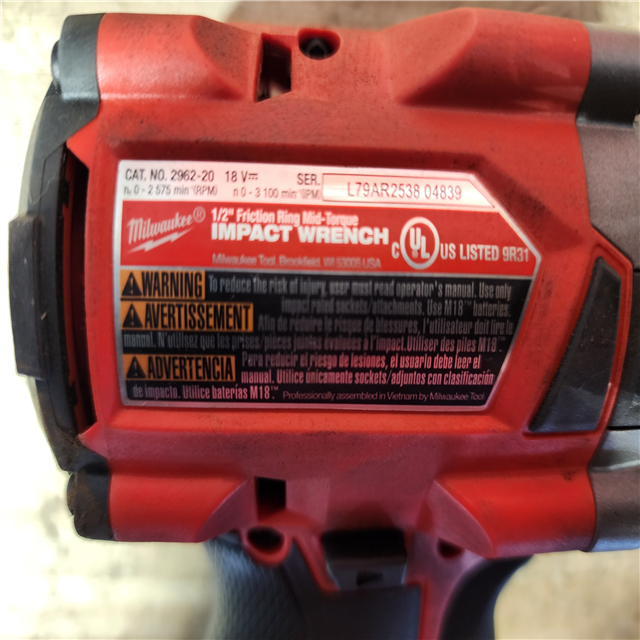 CAT. NO. 2962-20 18 V⎓ SER. L79AR2538 04839
n₀ 0 - 2 575 min⁻¹(RPM) n 0 - 3 100 min⁻¹(IPM)
Milwaukee®
1/2" Friction Ring Mid-Torque
IMPACT WRENCH
Milwaukee Tool, Brookfield, WI 53005 USA
C UL US LISTED 9R31
WARNING To reduce the risk of injury, user must read operator's manual. Use only
impact rated sockets/attachments. Use M18™ batteries.
AVERTISSEMENT Afin de réduire le risque de blessures, l'utilisateur doit lire le
manuel. N'utilisez que les prises/pièces jointes évaluées à l'impact. Utiliser des piles M18™
ADVERTENCIA Para reducir el riesgo de lesiones, el usuario debe leer el
manual. Utilice únicamente sockets/adjuntos con clasificación
de impacto. Utilice baterías M18™ Professionally assembled in Vietnam by Milwaukee Tool